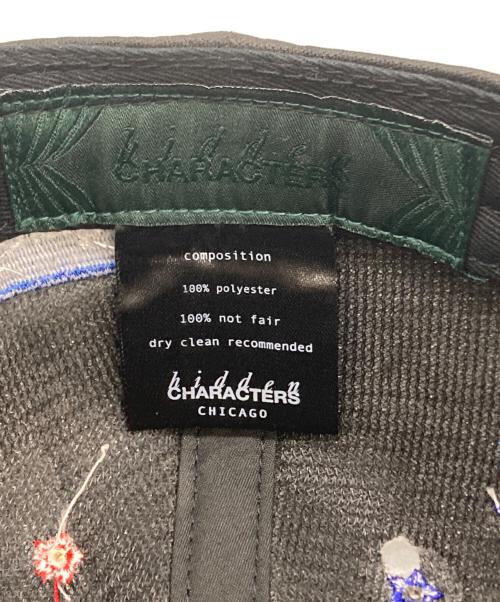 hidden
CHARACTERS
composition
100% polyester
100% not fair
dry clean recommended
hidden
CHARACTERS
CHICAGO